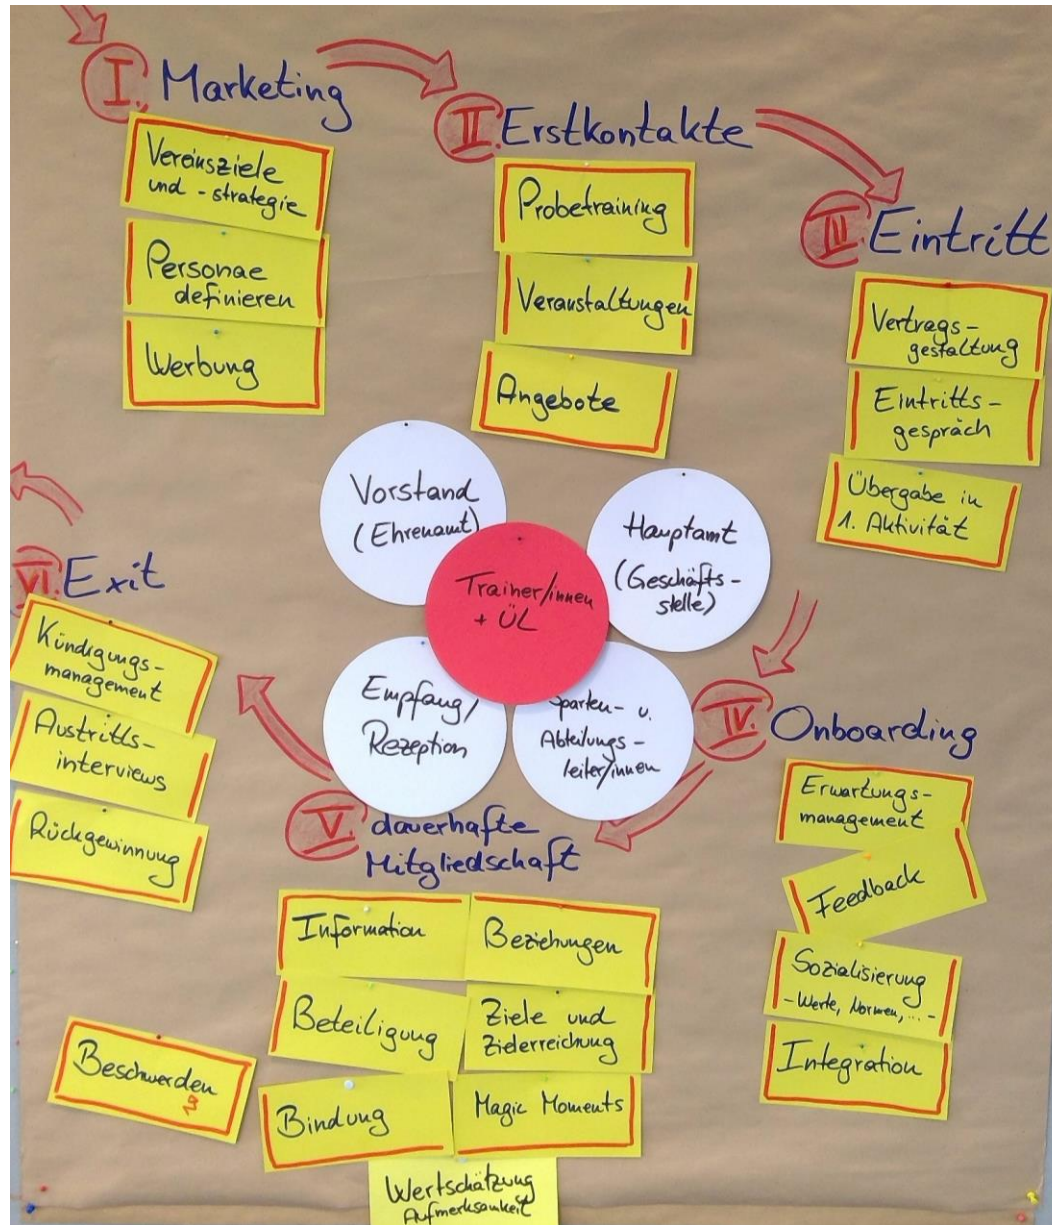 I. Marketing
Vereinsziele
und -strategie
Personae
definieren
Werbung
II. Erstkontakte
Probetraining
Veranstaltungen
Angebote
III. Eintritt
Vertrags-
gestaltung
Eintritts-
gespräch
Übergabe in
1. Aktivität
Vorstand
(Ehrenamt)
Hauptamt
(Geschäfts-
stelle)
Trainer/innen
+ ÜL
Empfang/
Rezeption
Sparten- u.
Abteilungs-
leiter/innen
IV. Onboarding
Erwartungs-
management
Feedback
Sozialisierung
- Werte, Normen, ... -
Integration
V. dauerhafte
Mitgliedschaft
Information
Beziehungen
Beteiligung
Ziele und
Zielerreichung
Bindung
Magic Moments
Wertschätzung
Aufmerksamkeit
Beschwerden
VI. Exit
Kündigungs-
management
Austritts-
interviews
Rückgewinnung